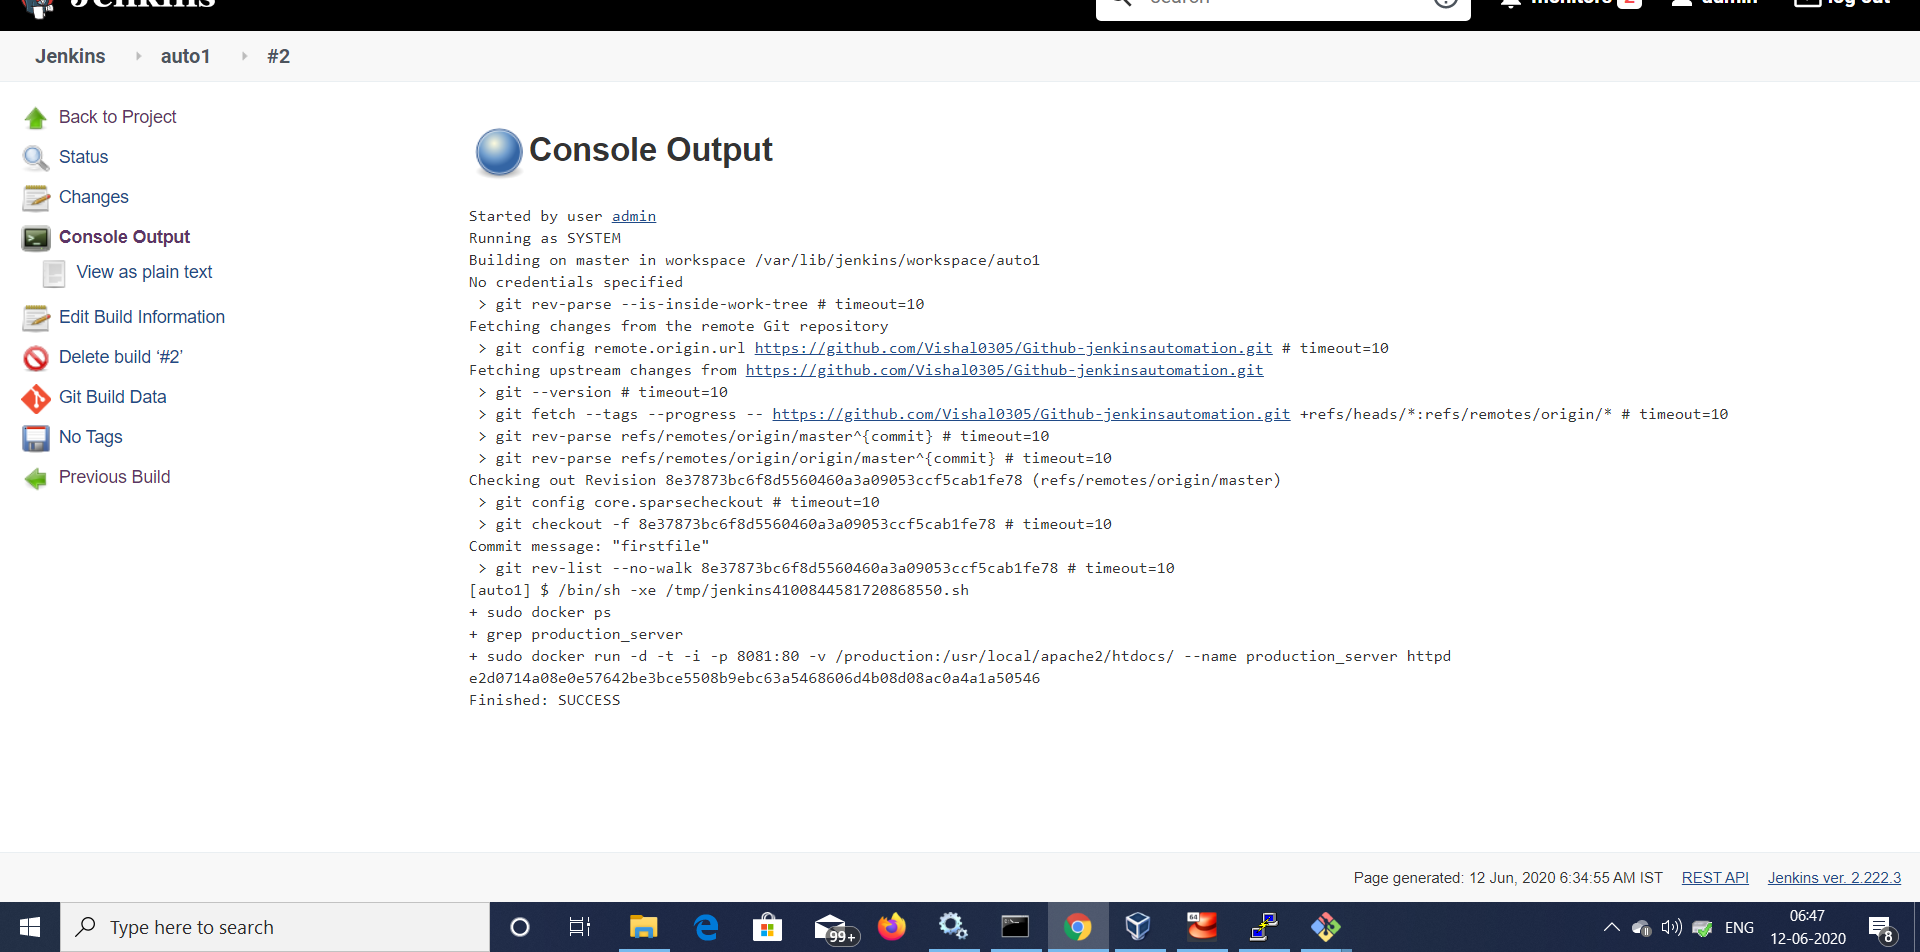 Jenkins
search
monitors 2
admin
log out
Jenkins
auto1
#2
Back to Project
Status
Changes
Console Output
View as plain text
Edit Build Information
Delete build ‘#2’
Git Build Data
No Tags
Previous Build
Console Output
Started by user admin
Running as SYSTEM
Building on master in workspace /var/lib/jenkins/workspace/auto1
No credentials specified
> git rev-parse --is-inside-work-tree # timeout=10
Fetching changes from the remote Git repository
> git config remote.origin.url https://github.com/Vishal0305/Github-jenkinsautomation.git # timeout=10
Fetching upstream changes from https://github.com/Vishal0305/Github-jenkinsautomation.git
> git --version # timeout=10
> git fetch --tags --progress -- https://github.com/Vishal0305/Github-jenkinsautomation.git +refs/heads/*:refs/remotes/origin/* # timeout=10
> git rev-parse refs/remotes/origin/master^{commit} # timeout=10
> git rev-parse refs/remotes/origin/origin/master^{commit} # timeout=10
Checking out Revision 8e37873bc6f8d5560460a3a09053ccf5cab1fe78 (refs/remotes/origin/master)
> git config core.sparsecheckout # timeout=10
> git checkout -f 8e37873bc6f8d5560460a3a09053ccf5cab1fe78 # timeout=10
Commit message: "firstfile"
> git rev-list --no-walk 8e37873bc6f8d5560460a3a09053ccf5cab1fe78 # timeout=10
[auto1] $ /bin/sh -xe /tmp/jenkins4100844581720868550.sh
+ sudo docker ps
+ grep production_server
+ sudo docker run -d -t -i -p 8081:80 -v /production:/usr/local/apache2/htdocs/ --name production_server httpd
e2d0714a08e0e57642be3bce5508b9ebc63a5468606d4b08d08ac0a4a1a50546
Finished: SUCCESS
Page generated: 12 Jun, 2020 6:34:55 AM IST
REST API
Jenkins ver. 2.222.3
Type here to search
99+
64
ENG
06:47
12-06-2020
8